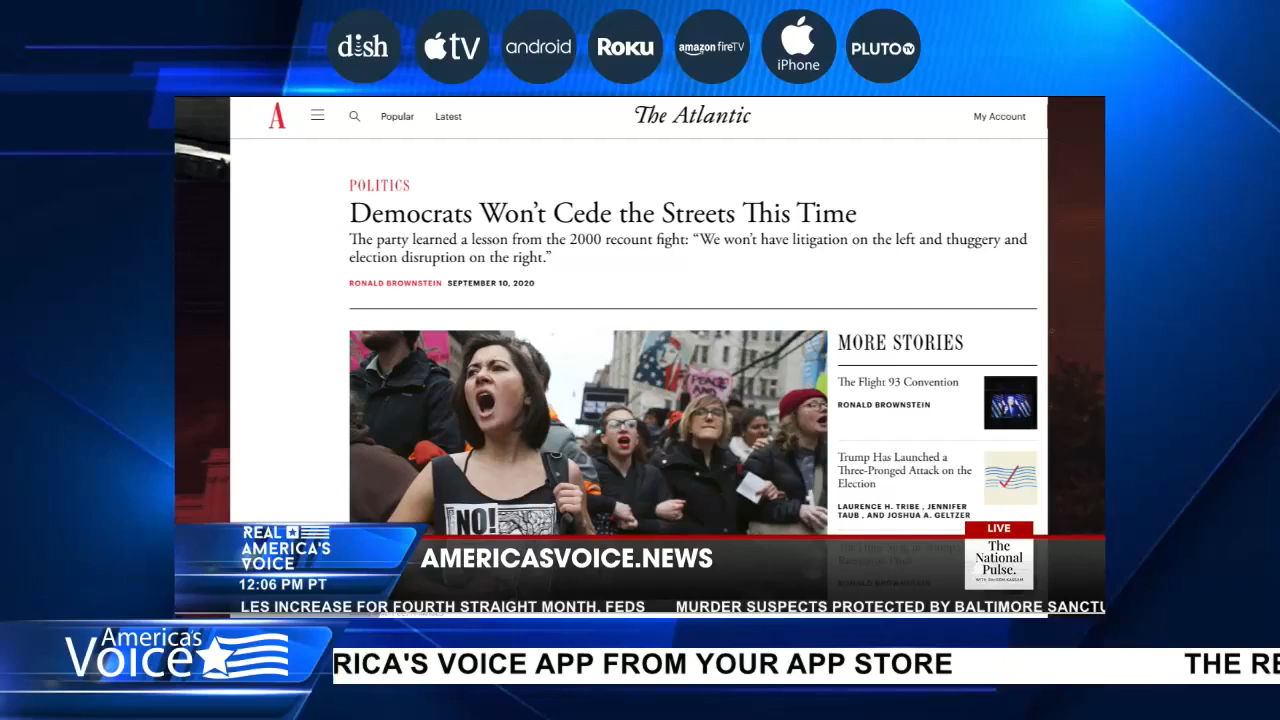 dish
tv
android
Roku
amazon fireTV
iPhone
PLUTO TV
A
Popular
Latest
The Atlantic
My Account
POLITICS
Democrats Won't Cede the Streets This Time
The party learned a lesson from the 2000 recount fight: “We won't have litigation on the left and thuggery and
election disruption on the right.”
RONALD BROWNSTEIN SEPTEMBER 10, 2020
MORE STORIES
The Flight 93 Convention
RONALD BROWNSTEIN
Trump Has Launched a
Three-Pronged Attack on the
Election
LAURENCE H. TRIBE , JENNIFER
TAUB , AND JOSHUA A. GELTZER
RONALD BROWNSTEIN
PEACE
AND
NO!
REAL
AMERICA'S
VOICE
12:06 PM PT
AMERICASVOICE.NEWS
LIVE
The
National
Pulse.
WITH RAHEEM KASSAM
LES INCREASE FOR FOURTH STRAIGHT MONTH, FEDS MURDER SUSPECTS PROTECTED BY BALTIMORE SANCTU
America's
Voice
RICA'S VOICE APP FROM YOUR APP STORE THE RE